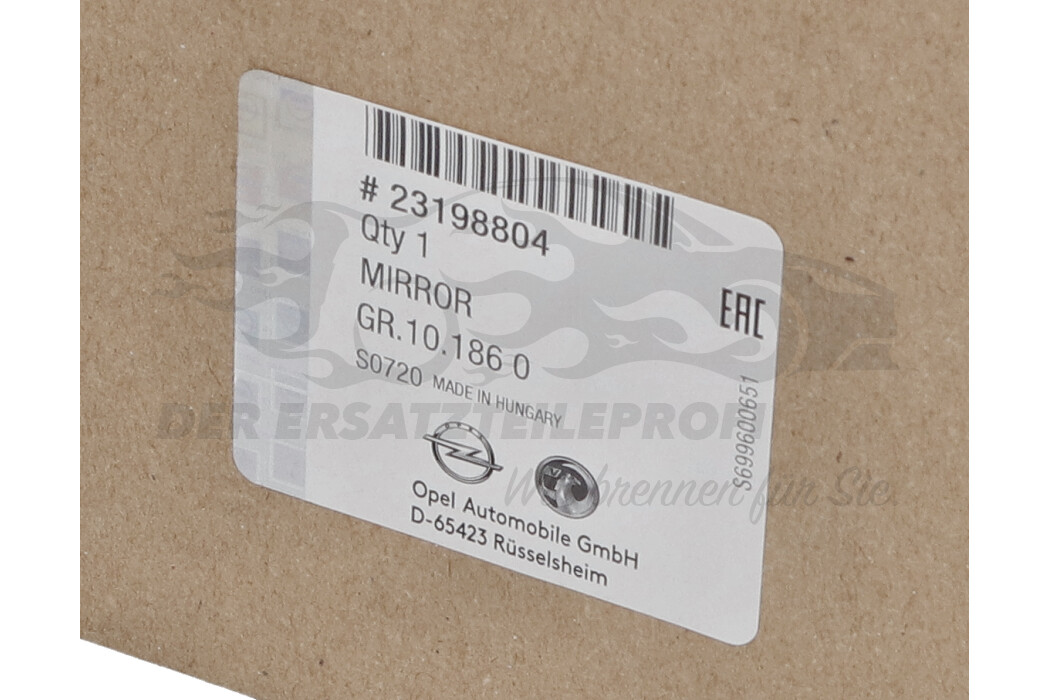 # 23198804
Qty 1
MIRROR
GR.10.186 0
S0720 MADE IN HUNGARY
EAC
S699600651
Opel Automobile GmbH
D-65423 Rüsselsheim
DER ERSATZTEILEPROFI
Wir brennen für Sie